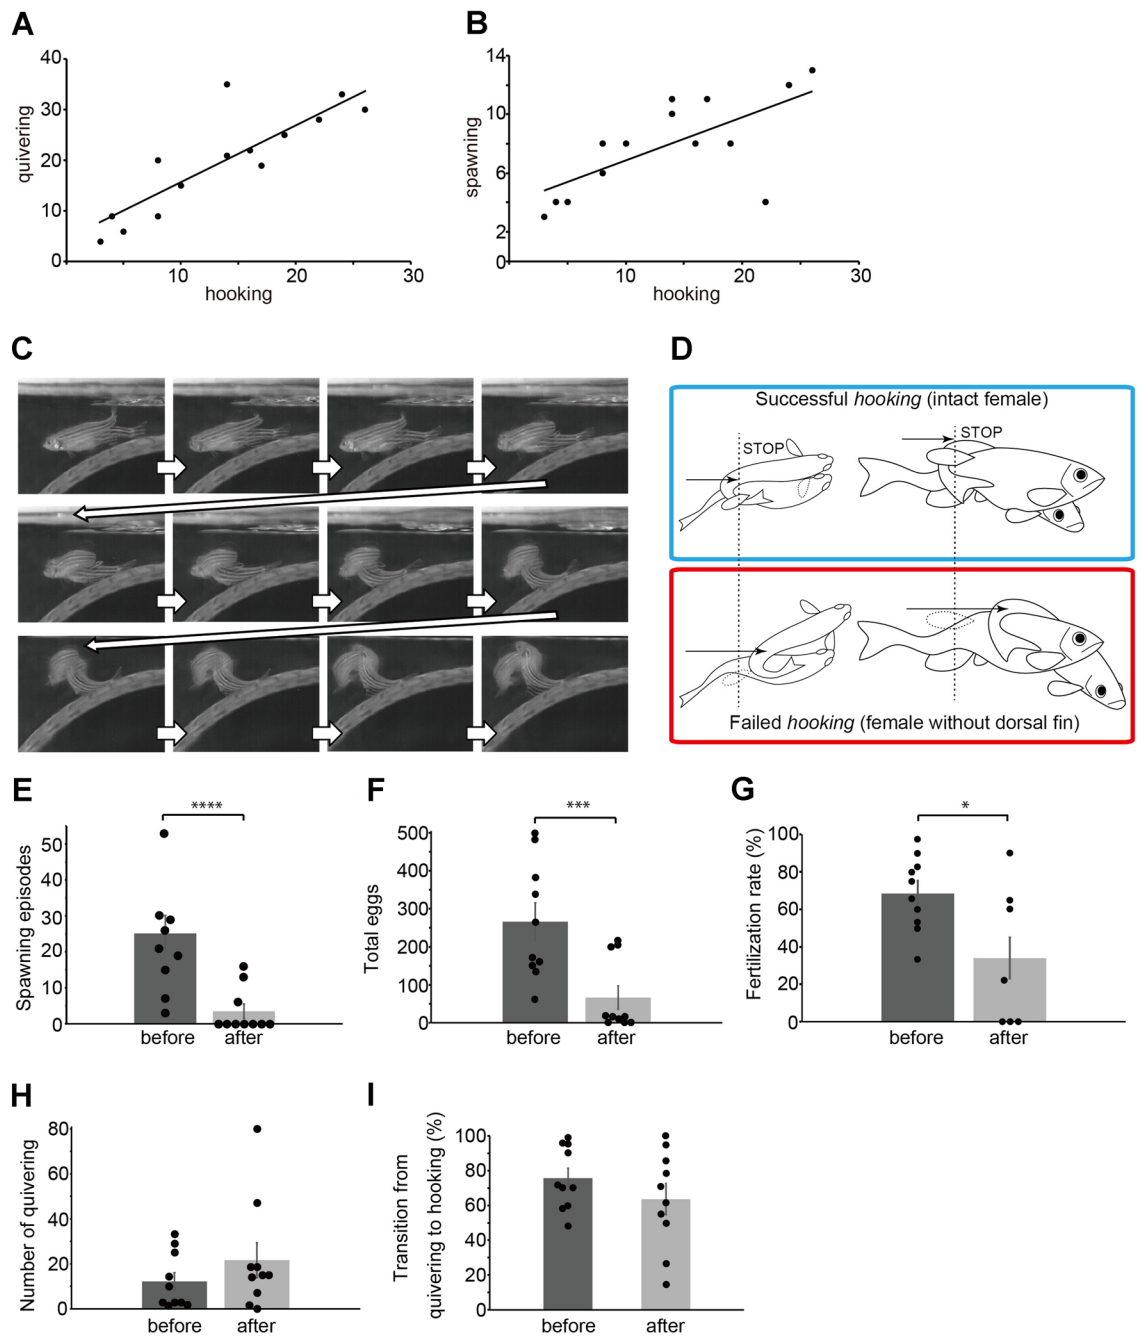 A
40
30
20
10
0
quivering
10
20
30
hooking
B
14
10
6
2
0
spawning
10
20
30
hooking
C
D
Successful hooking (intact female)
STOP
STOP
Failed hooking (female without dorsal fin)
E
****
50
40
30
20
10
0
Spawning episodes
before
after
F
***
500
400
300
200
100
0
Total eggs
before
after
G
*
100
80
60
40
20
0
Fertilization rate (%)
before
after
H
80
60
40
20
0
Number of quivering
before
after
I
100
80
60
40
20
0
Transition from
quivering to hooking (%)
before
after